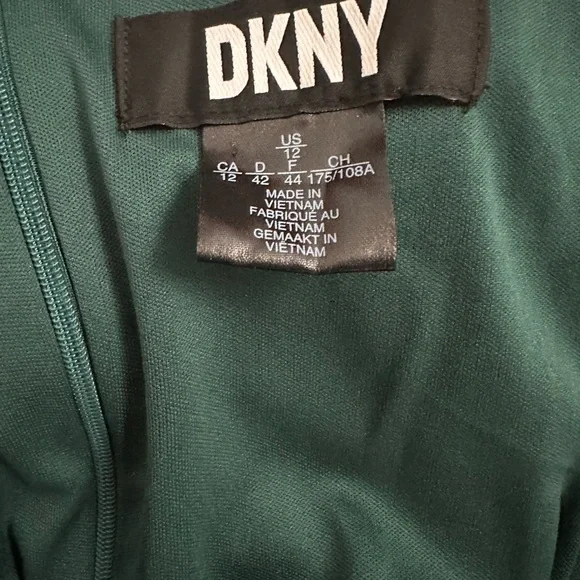 DKNY
US
12
CA D F CH
12 42 44 175/108A
MADE IN
VIETNAM
FABRIQUÉ AU
VIETNAM
GEMAAKT IN
VIETNAM